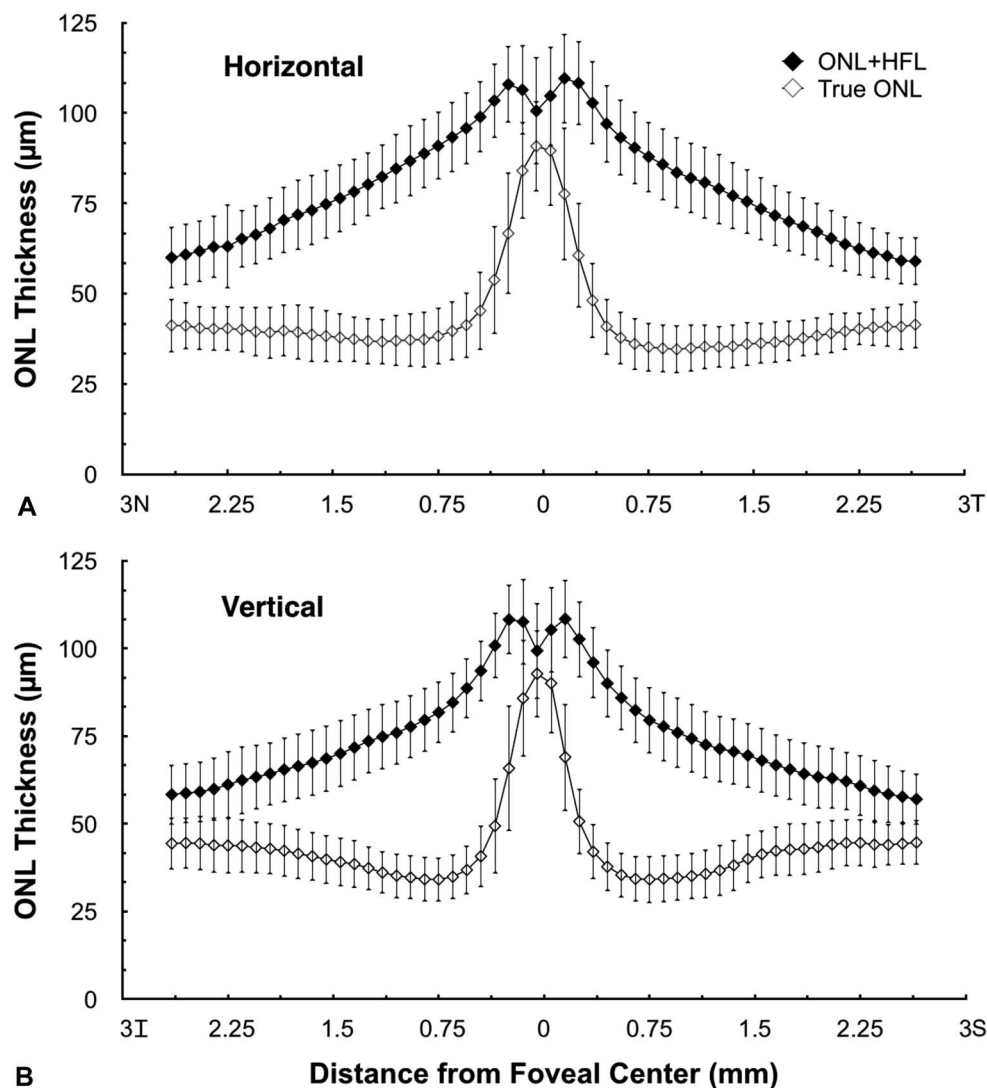 125
100
75
50
25
0
ONL Thickness (µm)
Horizontal
ONL+HFL
True ONL
A
3N 2.25 1.5 0.75 0 0.75 1.5 2.25 3T
125
100
75
50
25
0
ONL Thickness (µm)
Vertical
3I 2.25 1.5 0.75 0 0.75 1.5 2.25 3S
B
Distance from Foveal Center (mm)